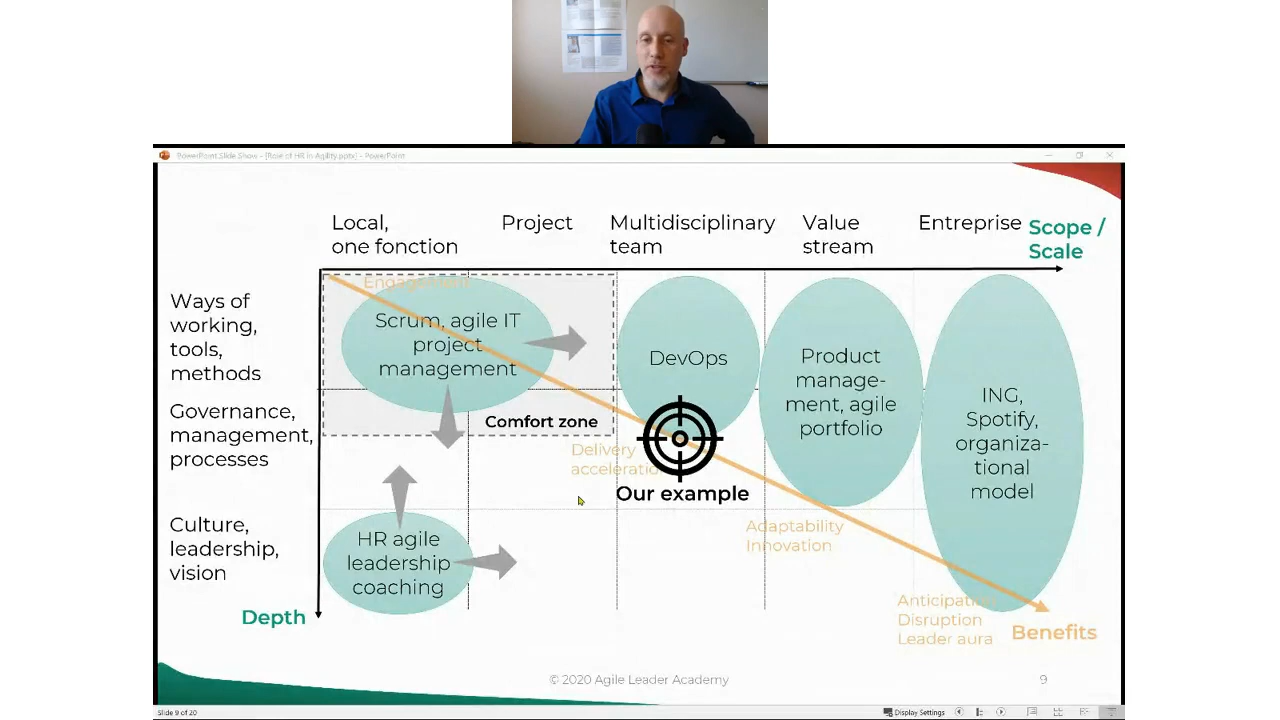 PowerPoint Slide Show - [Role of HR in Agility.pptx] - PowerPoint
Local,
one fonction
Project
Multidisciplinary
team
Value
stream
Entreprise
Scope /
Scale
Ways of
working,
tools,
methods
Governance,
management,
processes
Culture,
leadership,
vision
Depth
Engagement
Scrum, agile IT
project
management
Comfort zone
DevOps
Product
manage-
ment, agile
portfolio
ING,
Spotify,
organiza-
tional
model
Delivery
acceleration
Our example
HR agile
leadership
coaching
Adaptability
Innovation
Anticipation
Disruption
Leader aura
Benefits
© 2020 Agile Leader Academy
9
Slide 9 of 20
Display Settings